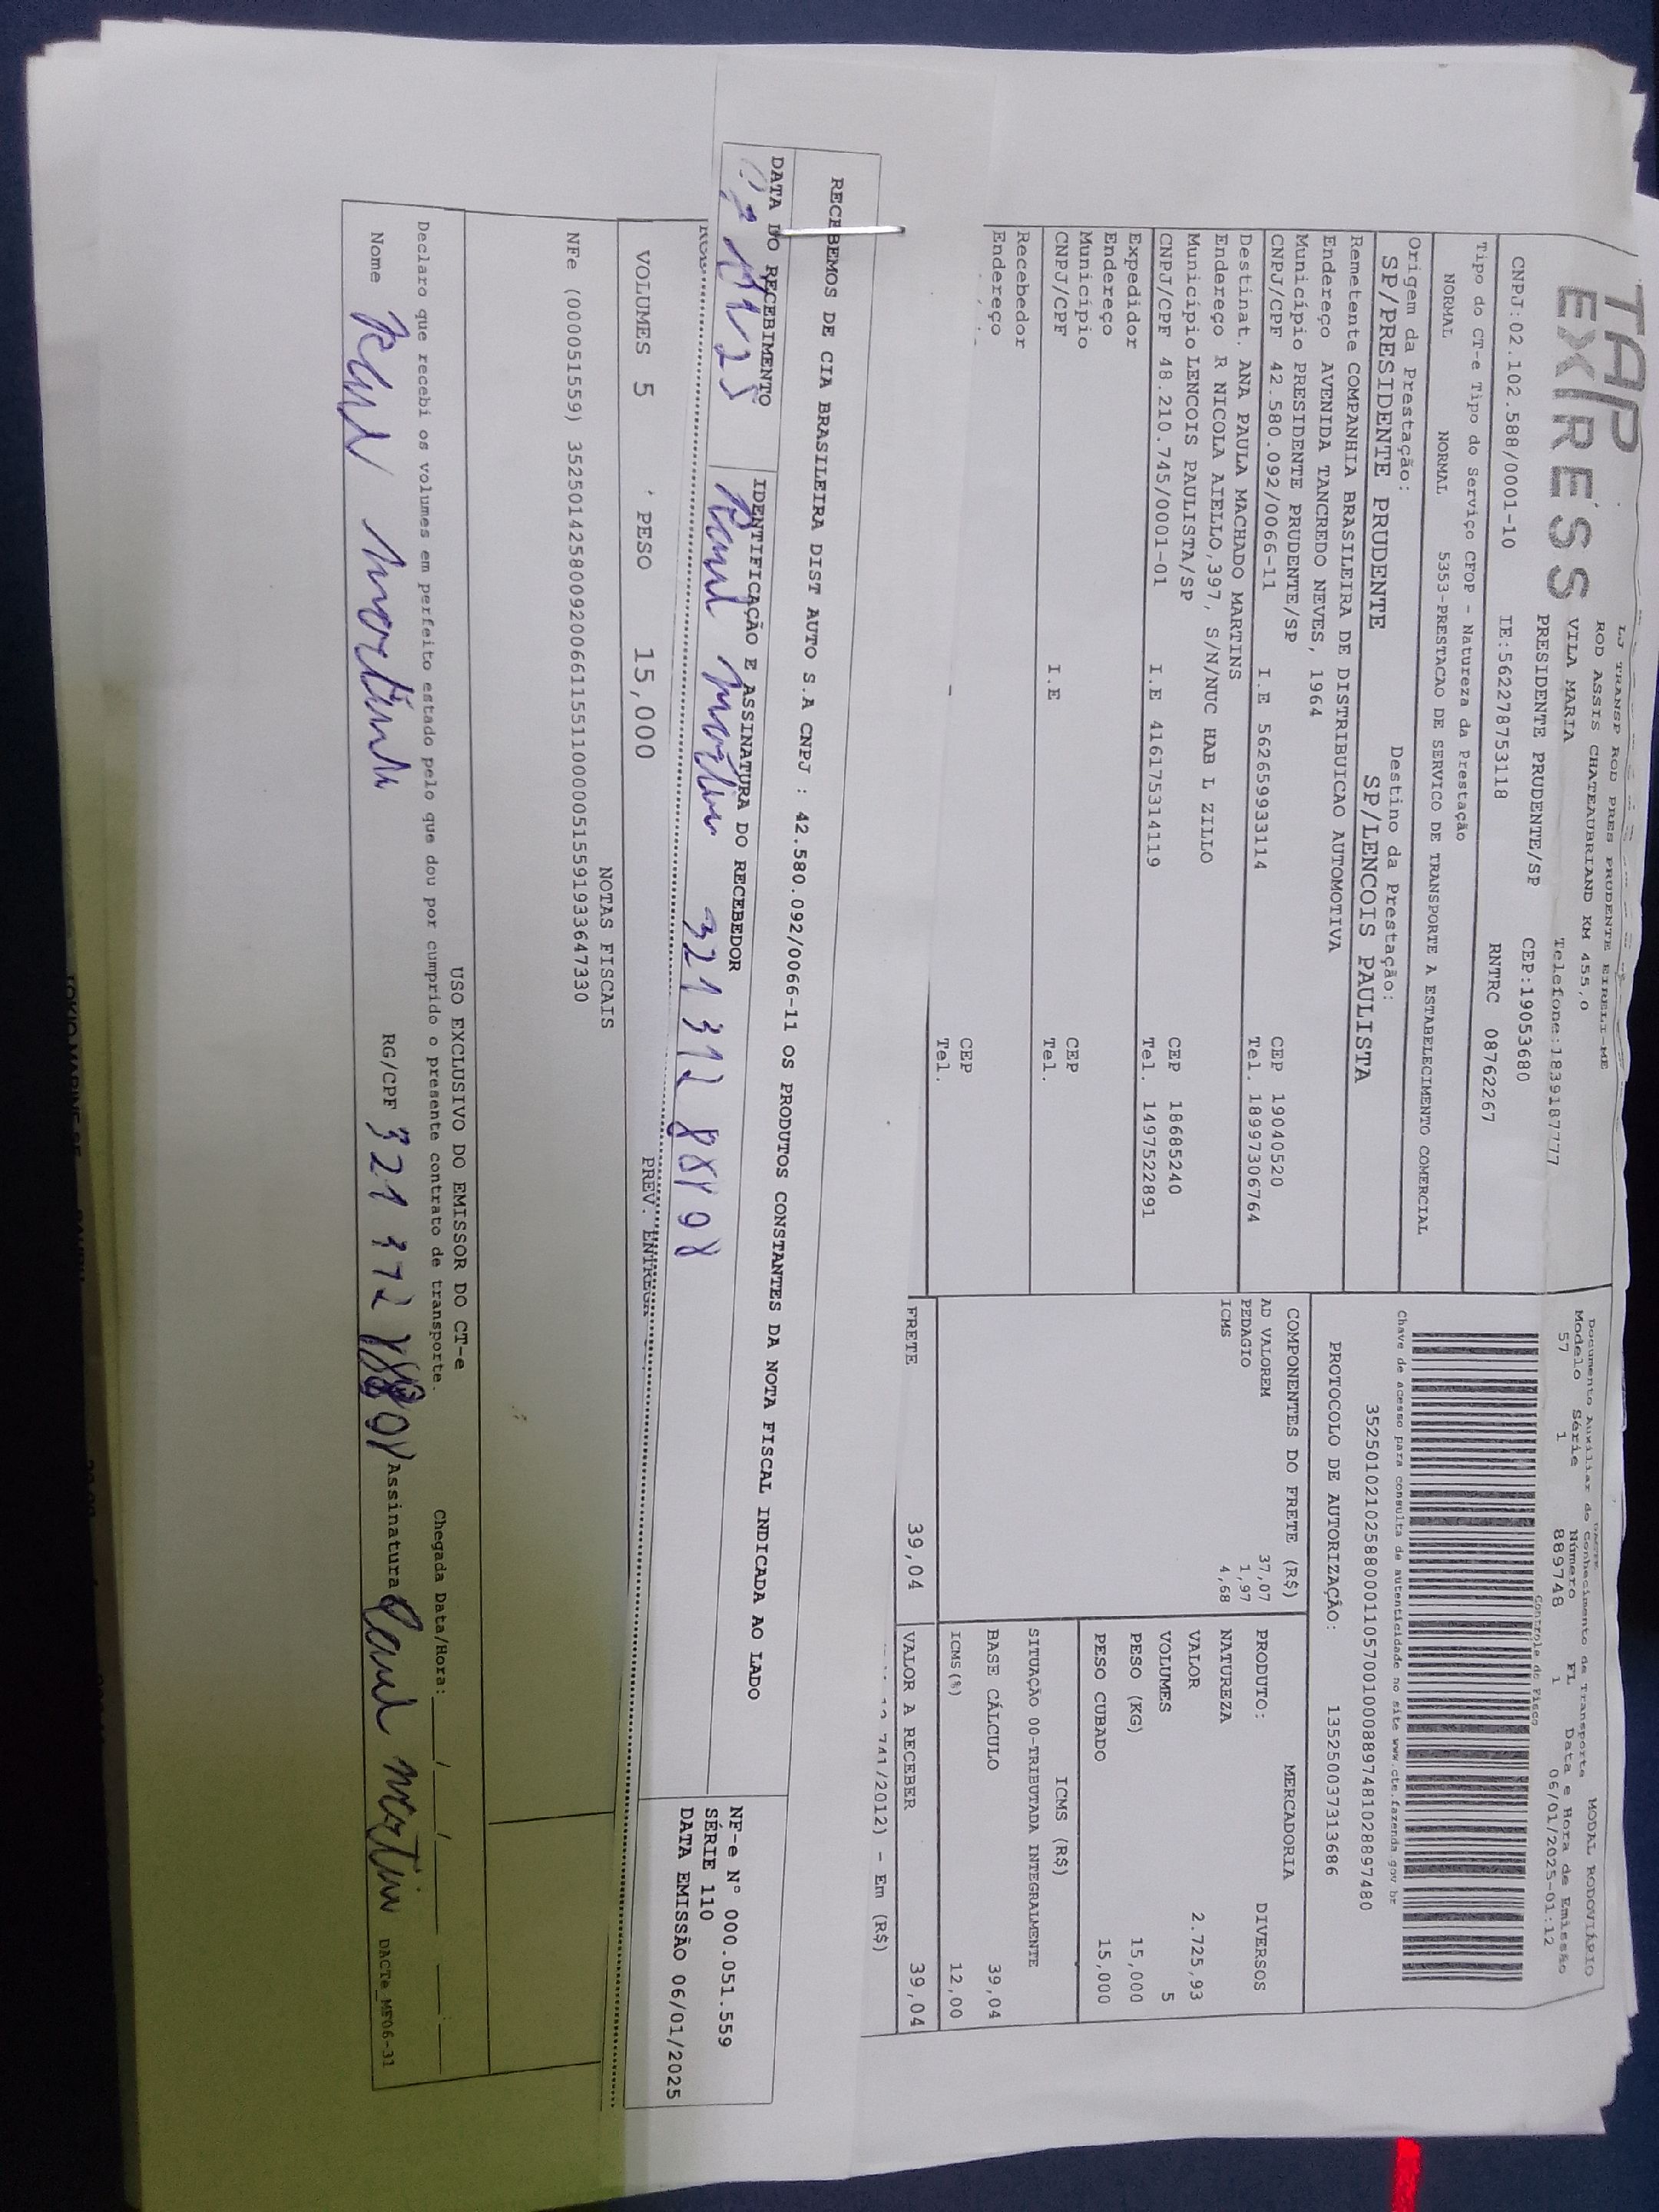 TAP
EXPRESS
LJ TRANSP ROD PRES PRUDENTE EIRELI-ME
ROD ASSIS CHATEAUBRIAND KM 455,0
VILA MARIA Telefone:1839187777
PRESIDENTE PRUDENTE/SP CEP:19053680
CNPJ:02.102.588/0001-10 IE:562278753118 RNTRC 08762267
Tipo do CT-e Tipo do Serviço CFOP - Natureza da Prestação
NORMAL NORMAL 5353-PRESTACAO DE SERVICO DE TRANSPORTE A ESTABELECIMENTO COMERCIAL
Origem da Prestação: Destino da Prestação:
SP/PRESIDENTE PRUDENTE SP/LENCOIS PAULISTA
Remetente COMPANHIA BRASILEIRA DE DISTRIBUICAO AUTOMOTIVA
Endereço AVENIDA TANCREDO NEVES, 1964
Município PRESIDENTE PRUDENTE/SP CEP 19040520
CNPJ/CPF 42.580.092/0066-11 I.E 562659933114 Tel. 18997306764
Destinat. ANA PAULA MACHADO MARTINS
Endereço R NICOLA AIELLO,397, S/N/NUC HAB L ZILLO
Município LENCOIS PAULISTA/SP CEP 18685240
CNPJ/CPF 48.210.745/0001-01 I.E 416175314119 Tel. 1497522891
Expedidor
Endereço
Município CEP
CNPJ/CPF I.E Tel.
Recebedor
Endereço
CEP
Tel.
DACTE
Documento Auxiliar do Conhecimento de Transporte MODAL RODOVIÁRIO
Modelo Série Número FL Data e Hora de Emissão
57 1 889748 1 06/01/2025-01:12
Controle do Fisco
Chave de acesso para consulta de autenticidade no site www.cte.fazenda.gov.br
35250102102588000110570010008897481028897480
PROTOCOLO DE AUTORIZAÇÃO: 135250037313686
COMPONENTES DO FRETE (R$)
AD VALOREM 37,07
PEDAGIO 1,97
ICMS 4,68
FRETE 39,04
MERCADORIA
PRODUTO: DIVERSOS
NATUREZA
VALOR 2.725,93
VOLUMES 5
PESO (KG) 15,000
PESO CUBADO 15,000
ICMS (R$)
SITUAÇÃO 00-TRIBUTADA INTEGRALMENTE
BASE CÁLCULO 39,04
ICMS(%) 12,00
VALOR A RECEBER 39,04
741/2012) - Em (R$)
RECEBEMOS DE CIA BRASILEIRA DIST AUTO S.A CNPJ : 42.580.092/0066-11 OS PRODUTOS CONSTANTES DA NOTA FISCAL INDICADA AO LADO
DATA DO RECEBIMENTO IDENTIFICAÇÃO E ASSINATURA DO RECEBEDOR
NF-e Nº 000.051.559
SÉRIE 110
DATA EMISSÃO 06/01/2025
VOLUMES 5 PESO 15,000 PREV. ENTREGA
NOTAS FISCAIS
NFe (000051559) 35250142580092006611551100000515591933647330
USO EXCLUSIVO DO EMISSOR DO CT-e
Declaro que recebi os volumes em perfeito estado pelo que dou por cumprido o presente contrato de transporte. Chegada Data/Hora: / /
Nome RG/CPF Assinatura DACTe_MF06-31